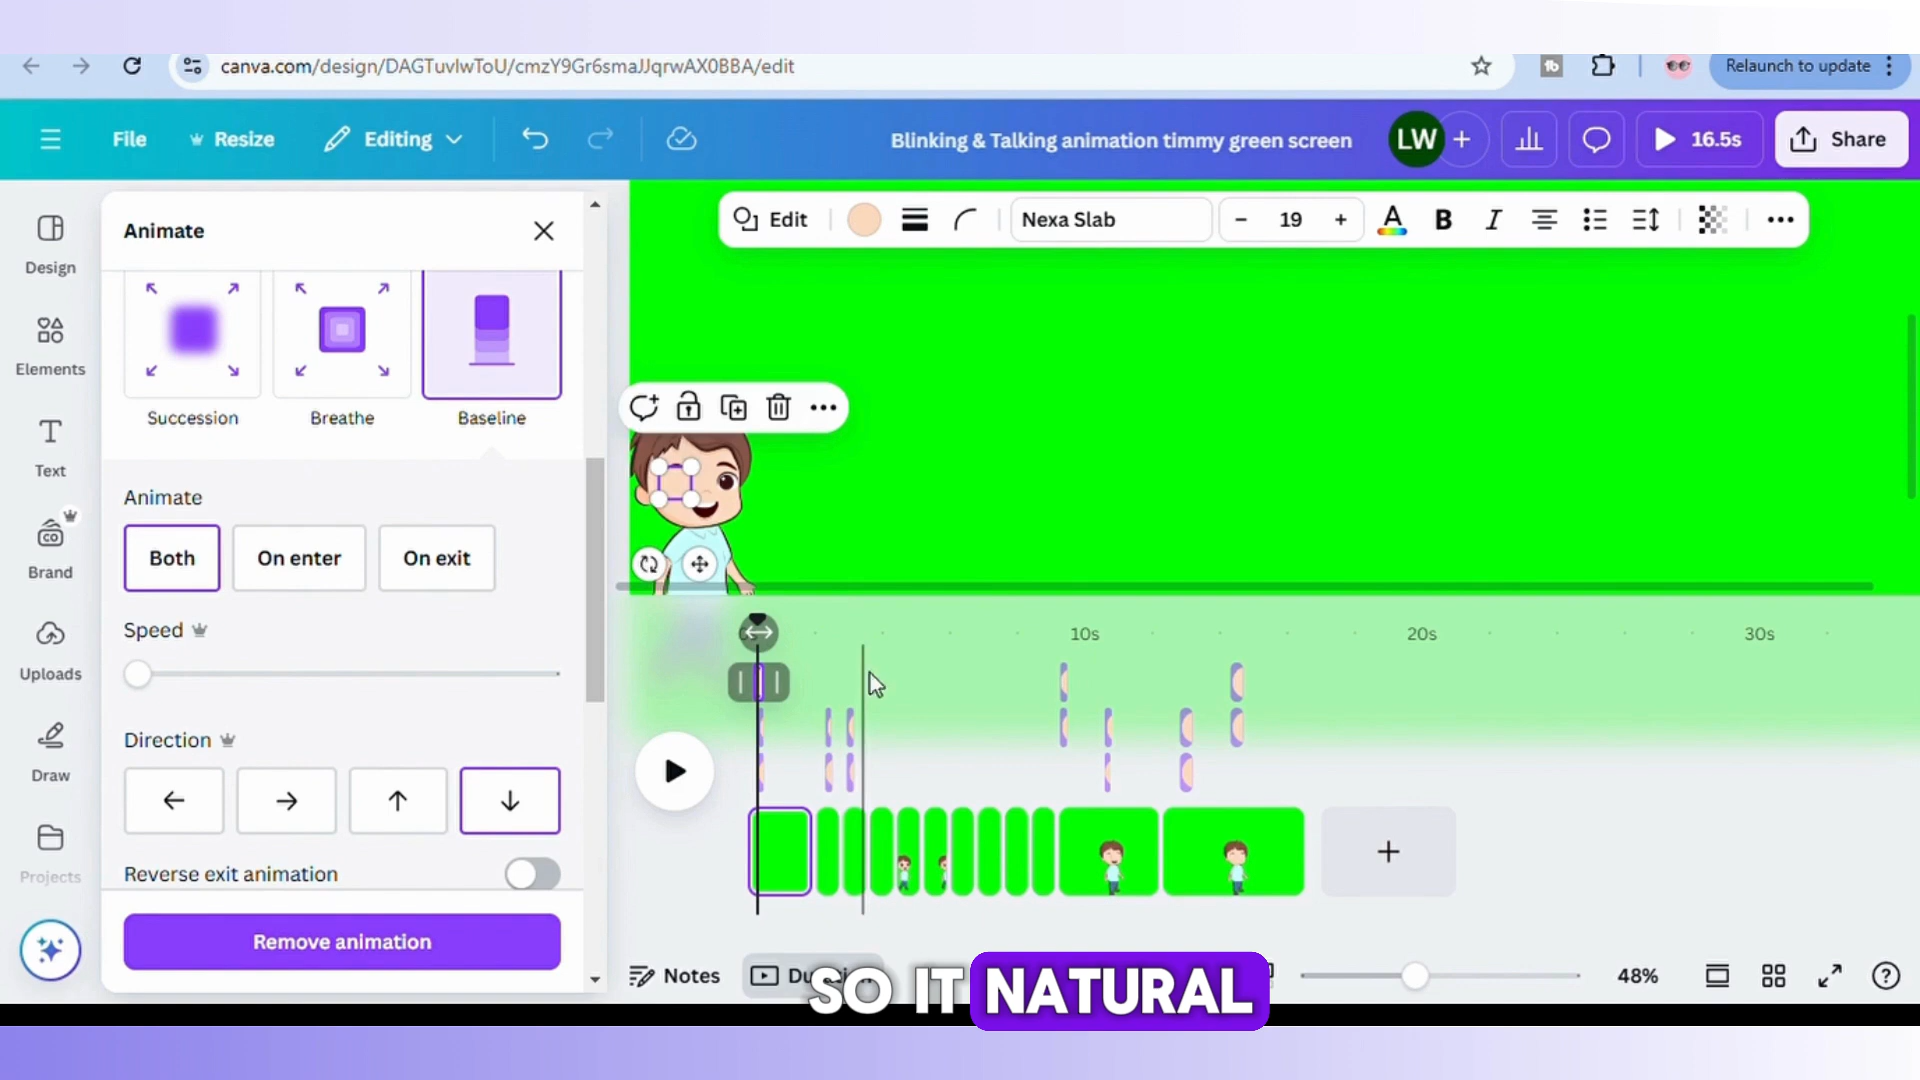 canva.com/design/DAGTuvlwToU/cmzY9Gr6smaJJqrwAX0BBA/edit
Relaunch to update
File
Resize
Editing
Blinking & Talking animation timmy green screen
LW
16.5s
Share
Design
Elements
Text
Brand
Uploads
Draw
Projects
Animate
Succession
Breathe
Baseline
Animate
Both
On enter
On exit
Speed
Direction
Reverse exit animation
Remove animation
Edit
Nexa Slab
19
10s
20s
30s
Notes
48%
SO IT NATURAL